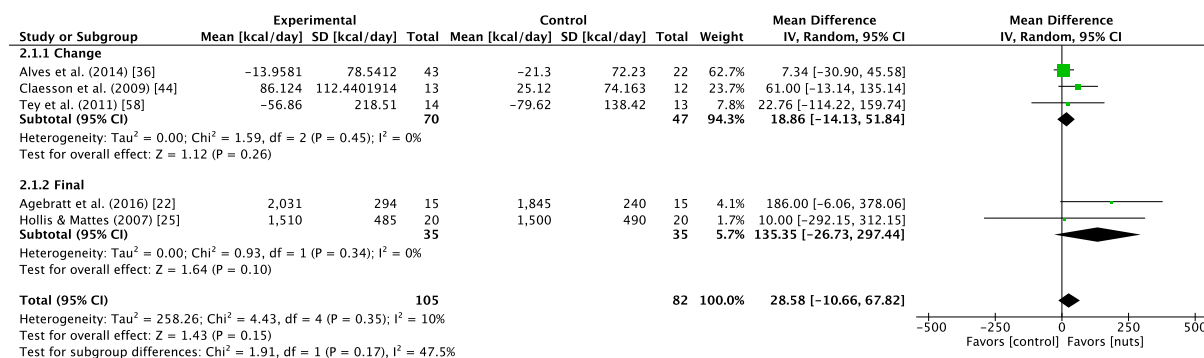 Experimental Control Mean Difference Mean Difference
Study or Subgroup Mean [kcal/day] SD [kcal/day] Total Mean [kcal/day] SD [kcal/day] Total Weight IV, Random, 95% CI IV, Random, 95% CI
2.1.1 Change
Alves et al. (2014) [36] −13.9581 78.5412 43 −21.3 72.23 22 62.7% 7.34 [−30.90, 45.58]
Claesson et al. (2009) [44] 86.124 112.4401914 13 25.12 74.163 12 23.7% 61.00 [−13.14, 135.14]
Tey et al. (2011) [58] −56.86 218.51 14 −79.62 138.42 13 7.8% 22.76 [−114.22, 159.74]
Subtotal (95% CI) 70 47 94.3% 18.86 [−14.13, 51.84]
Heterogeneity: Tau² = 0.00; Chi² = 1.59, df = 2 (P = 0.45); I² = 0%
Test for overall effect: Z = 1.12 (P = 0.26)
2.1.2 Final
Agebratt et al. (2016) [22] 2,031 294 15 1,845 240 15 4.1% 186.00 [−6.06, 378.06]
Hollis & Mattes (2007) [25] 1,510 485 20 1,500 490 20 1.7% 10.00 [−292.15, 312.15]
Subtotal (95% CI) 35 35 5.7% 135.35 [−26.73, 297.44]
Heterogeneity: Tau² = 0.00; Chi² = 0.93, df = 1 (P = 0.34); I² = 0%
Test for overall effect: Z = 1.64 (P = 0.10)
Total (95% CI) 105 82 100.0% 28.58 [−10.66, 67.82]
Heterogeneity: Tau² = 258.26; Chi² = 4.43, df = 4 (P = 0.35); I² = 10%
Test for overall effect: Z = 1.43 (P = 0.15)
Test for subgroup differences: Chi² = 1.91, df = 1 (P = 0.17), I² = 47.5%
−500 −250 0 250 500
Favors [control] Favors [nuts]